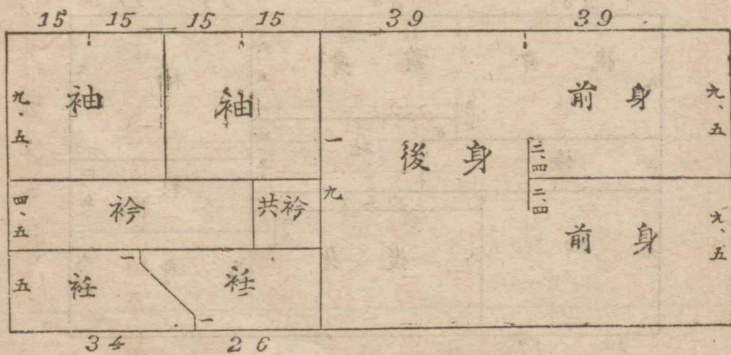 15 15 15 15 39 39
九・五 袖 袖 前身 九・五
一九 後身 二、四
二、四
四・五 衿 共衿
前身 九・五
五 衽 一 一 衽
34 26